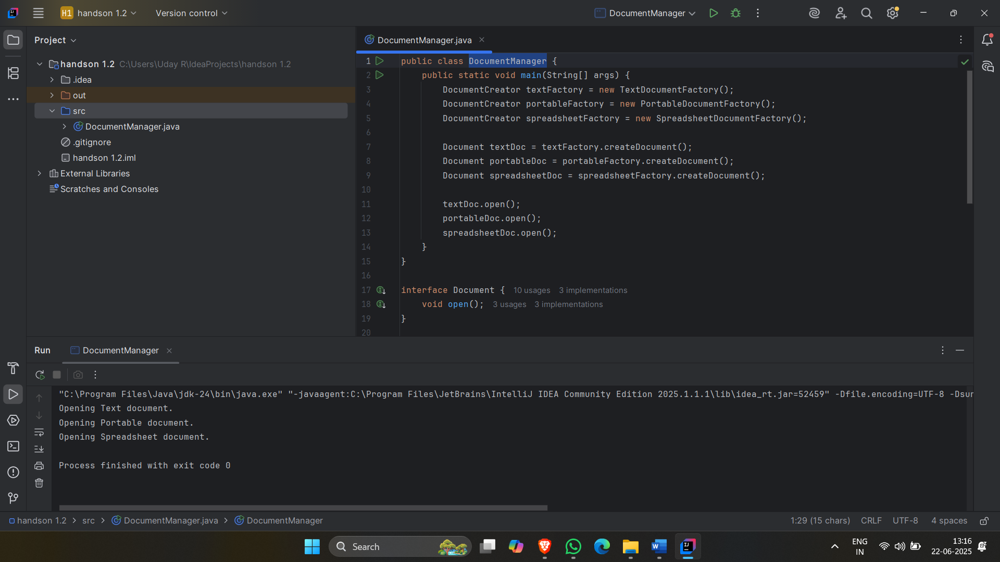 H1 handson 1.2
Version control
DocumentManager
Project
handson 1.2 C:\Users\Uday R\IdeaProjects\handson 1.2
.idea
out
src
DocumentManager.java
.gitignore
handson 1.2.iml
External Libraries
Scratches and Consoles
DocumentManager.java
1 public class DocumentManager {
2 public static void main(String[] args) {
3 DocumentCreator textFactory = new TextDocumentFactory();
4 DocumentCreator portableFactory = new PortableDocumentFactory();
5 DocumentCreator spreadsheetFactory = new SpreadsheetDocumentFactory();
6
7 Document textDoc = textFactory.createDocument();
8 Document portableDoc = portableFactory.createDocument();
9 Document spreadsheetDoc = spreadsheetFactory.createDocument();
10
11 textDoc.open();
12 portableDoc.open();
13 spreadsheetDoc.open();
14 }
15 }
16
17 interface Document { 10 usages 3 implementations
18 void open(); 3 usages 3 implementations
19 }
20
Run DocumentManager
"C:\Program Files\Java\jdk-24\bin\java.exe" "-javaagent:C:\Program Files\JetBrains\IntelliJ IDEA Community Edition 2025.1.1.1\lib\idea_rt.jar=52459" -Dfile.encoding=UTF-8 -Dsur
Opening Text document.
Opening Portable document.
Opening Spreadsheet document.
Process finished with exit code 0
handson 1.2 > src > DocumentManager.java > DocumentManager
1:29 (15 chars) CRLF UTF-8 4 spaces
Search
ENG
IN
13:16
22-06-2025